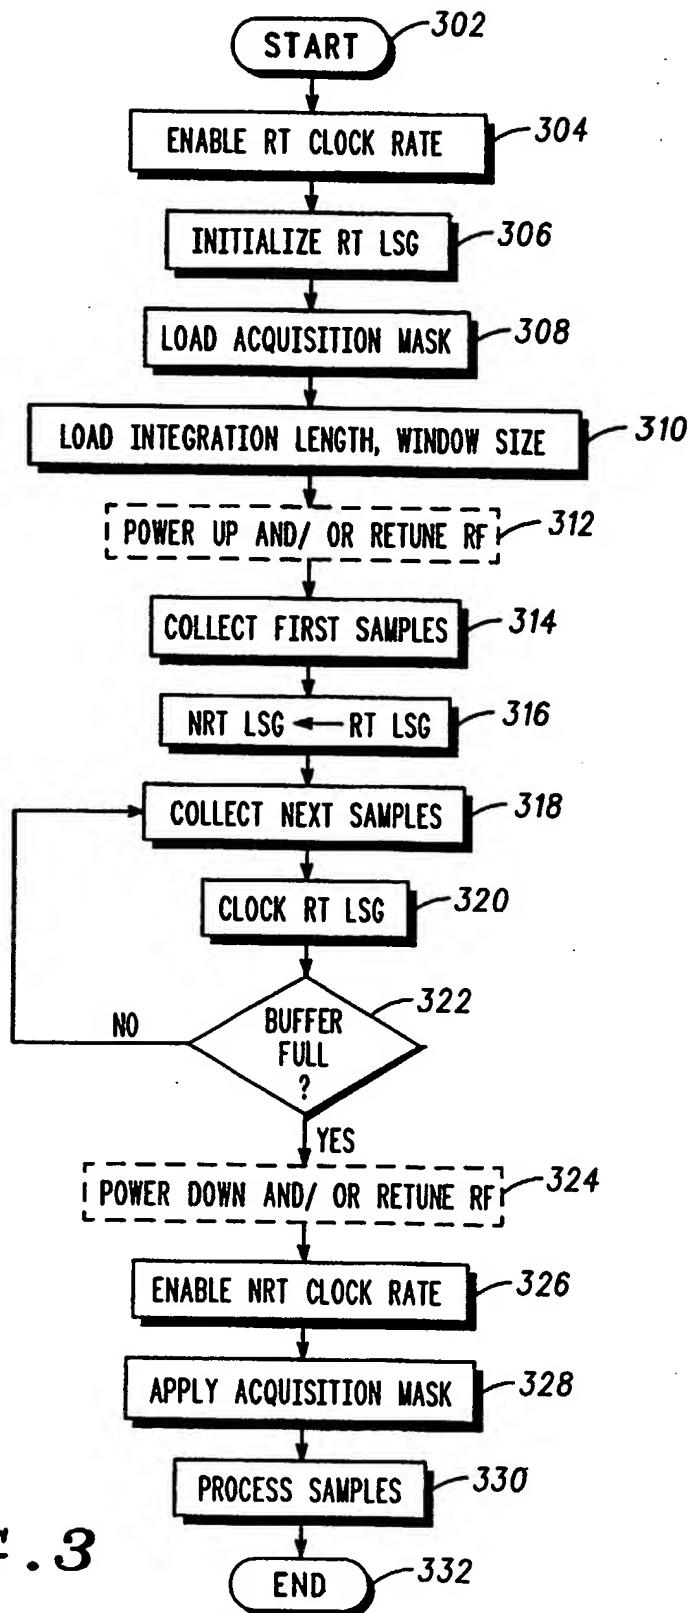 START 302
ENABLE RT CLOCK RATE 304
INITIALIZE RT LSG 306
LOAD ACQUISITION MASK 308
LOAD INTEGRATION LENGTH, WINDOW SIZE 310
POWER UP AND/ OR RETUNE RF 312
COLLECT FIRST SAMPLES 314
NRT LSG ← RT LSG 316
COLLECT NEXT SAMPLES 318
CLOCK RT LSG 320
BUFFER 322
FULL
?
NO
YES
POWER DOWN AND/ OR RETUNE RF 324
ENABLE NRT CLOCK RATE 326
APPLY ACQUISITION MASK 328
PROCESS SAMPLES 330
.3
END 332